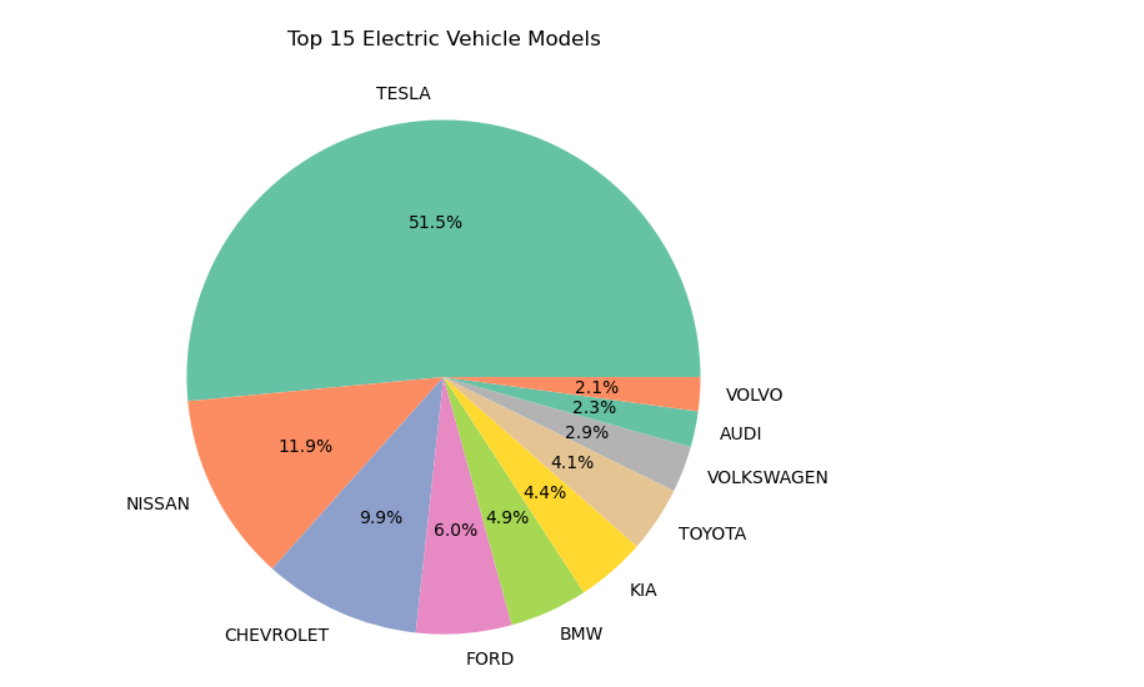 Top 15 Electric Vehicle Models
TESLA
51.5%
2.1%
VOLVO
2.3%
AUDI
2.9%
VOLKSWAGEN
4.1%
TOYOTA
4.4%
KIA
4.9%
BMW
6.0%
FORD
9.9%
CHEVROLET
11.9%
NISSAN